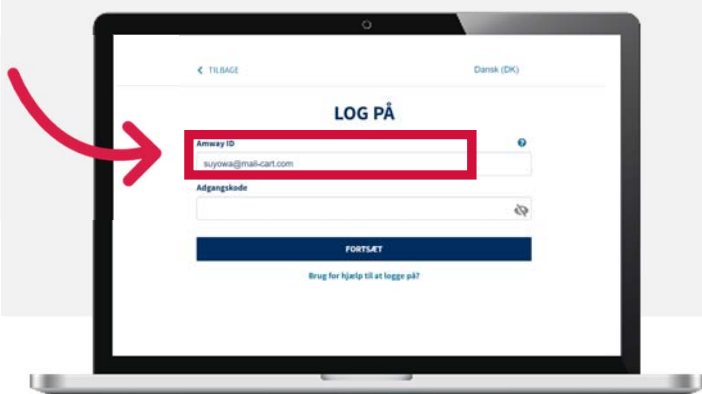 < TILBAGE
Dansk (DK)
LOG PÅ
Amway ID
suyowa@mail-cart.com
Adgangskode
FORTSÆT
Brug for hjælp til at logge på?